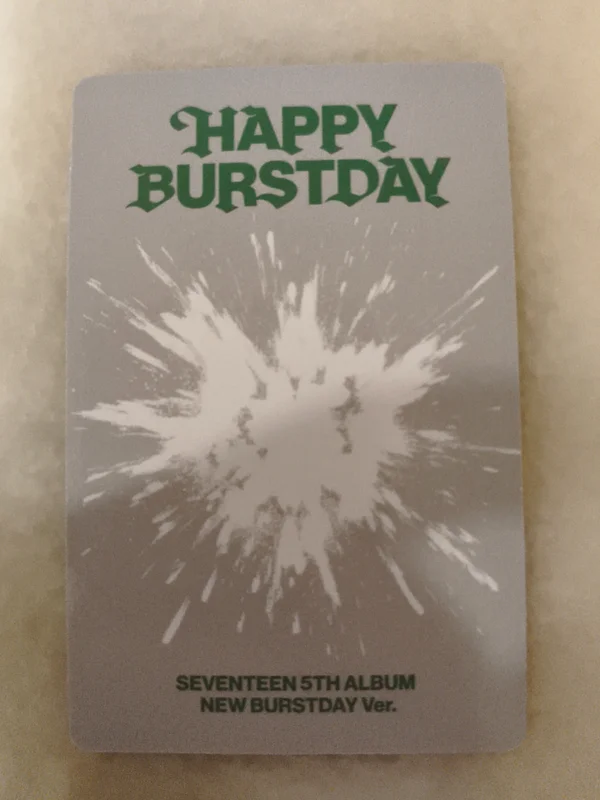 HAPPY
BURSTDAY
SEVENTEEN 5TH ALBUM
NEW BURSTDAY Ver.